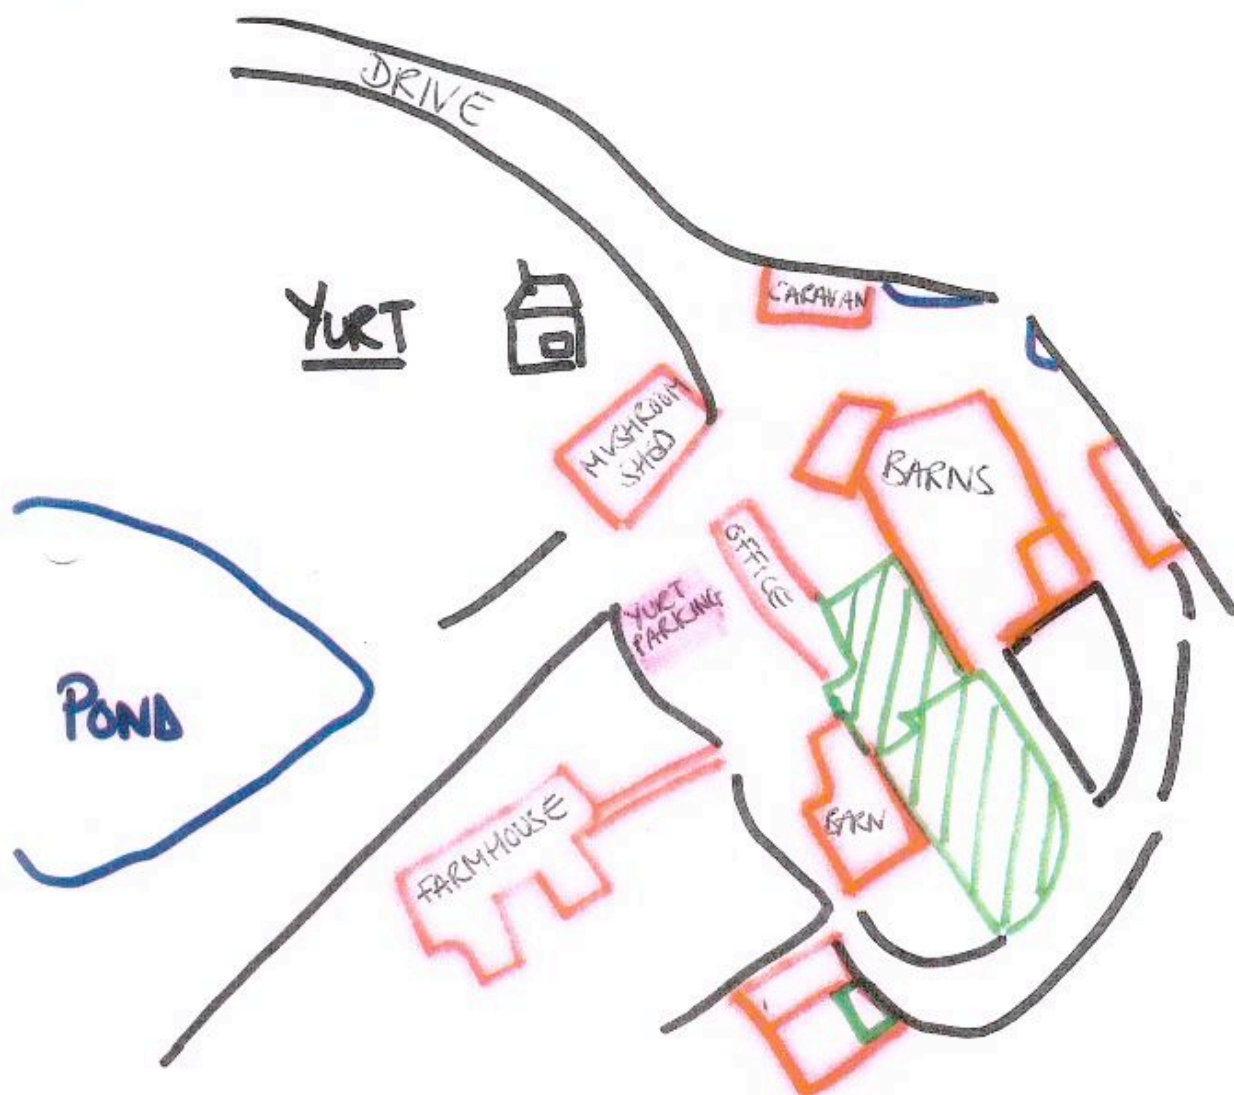 DRIVE
CARAVAN
YURT
MUSHROOM
SHED
BARNS
OFFICE
YURT
PARKING
POND
FARMHOUSE
BARN